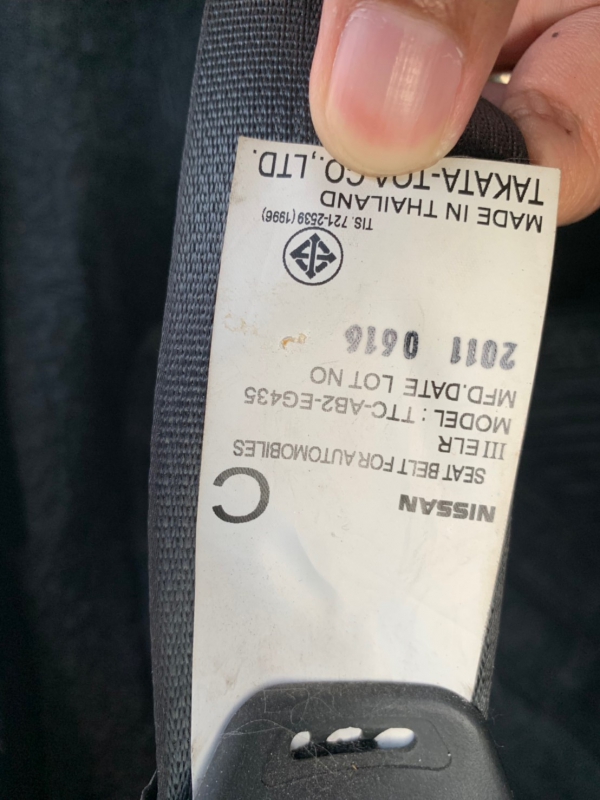 NISSAN C
SEAT BELT FOR AUTOMOBILES
III ELR
MODEL : TTC-AB2-EG435
MFD.DATE LOT NO
2011 0616
TIS. 721-2539 (1996)
MADE IN THAILAND
TAKATA-TOA CO., LTD.